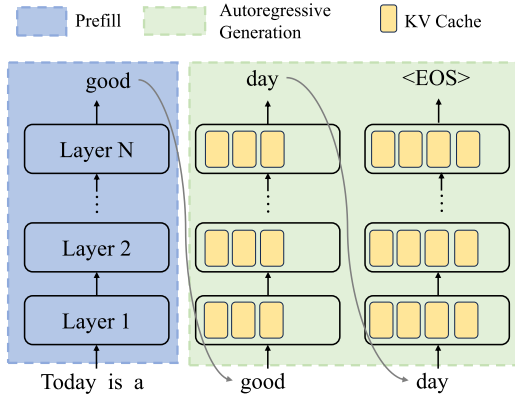 Prefill
Autoregressive
Generation
KV Cache
good
day
<EOS>
Layer N
Layer 2
Layer 1
Today is a
good
day